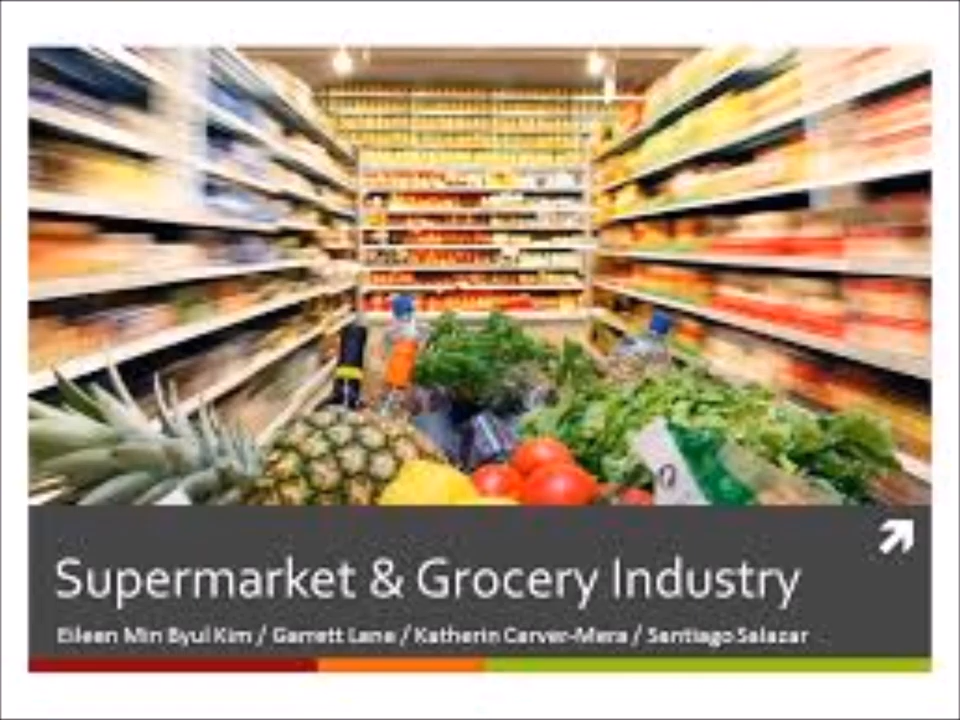 Supermarket & Grocery Industry
Eileen Min Byul Kim / Garrett Lane / Katherin Carver-Mera / Santiago Salazar